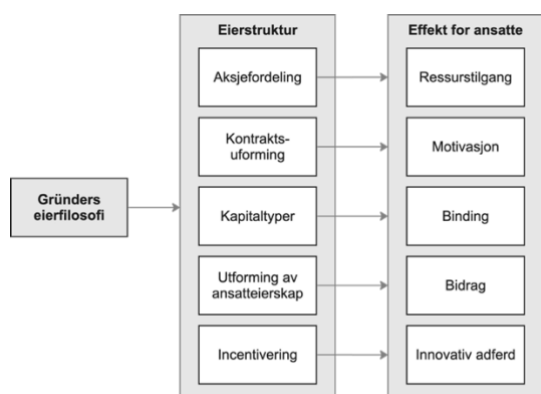 Eierstruktur
Effekt for ansatte
Aksjefordeling
Ressurstilgang
Kontrakts-
uforming
Motivasjon
Gründers
eierfilosofi
Kapitaltyper
Binding
Utforming av
ansatteierskap
Bidrag
Incentivering
Innovativ adferd